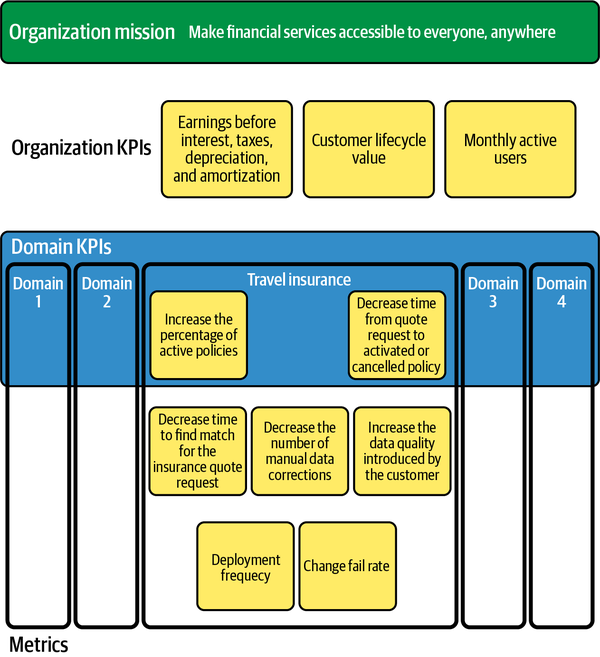 Organization mission Make financial services accessible to everyone, anywhere
Organization KPIs
Earnings before
interest, taxes,
depreciation,
and amortization
Customer lifecycle
value
Monthly active
users
Domain KPIs
Domain
1
Domain
2
Travel insurance
Domain
3
Domain
4
Increase the
percentage of
active policies
Decrease time
from quote
request to
activated or
cancelled policy
Decrease time
to find match
for the
insurance quote
request
Decrease the
number of
manual data
corrections
Increase the
data quality
introduced by
the customer
Deployment
frequecy
Change fail rate
Metrics